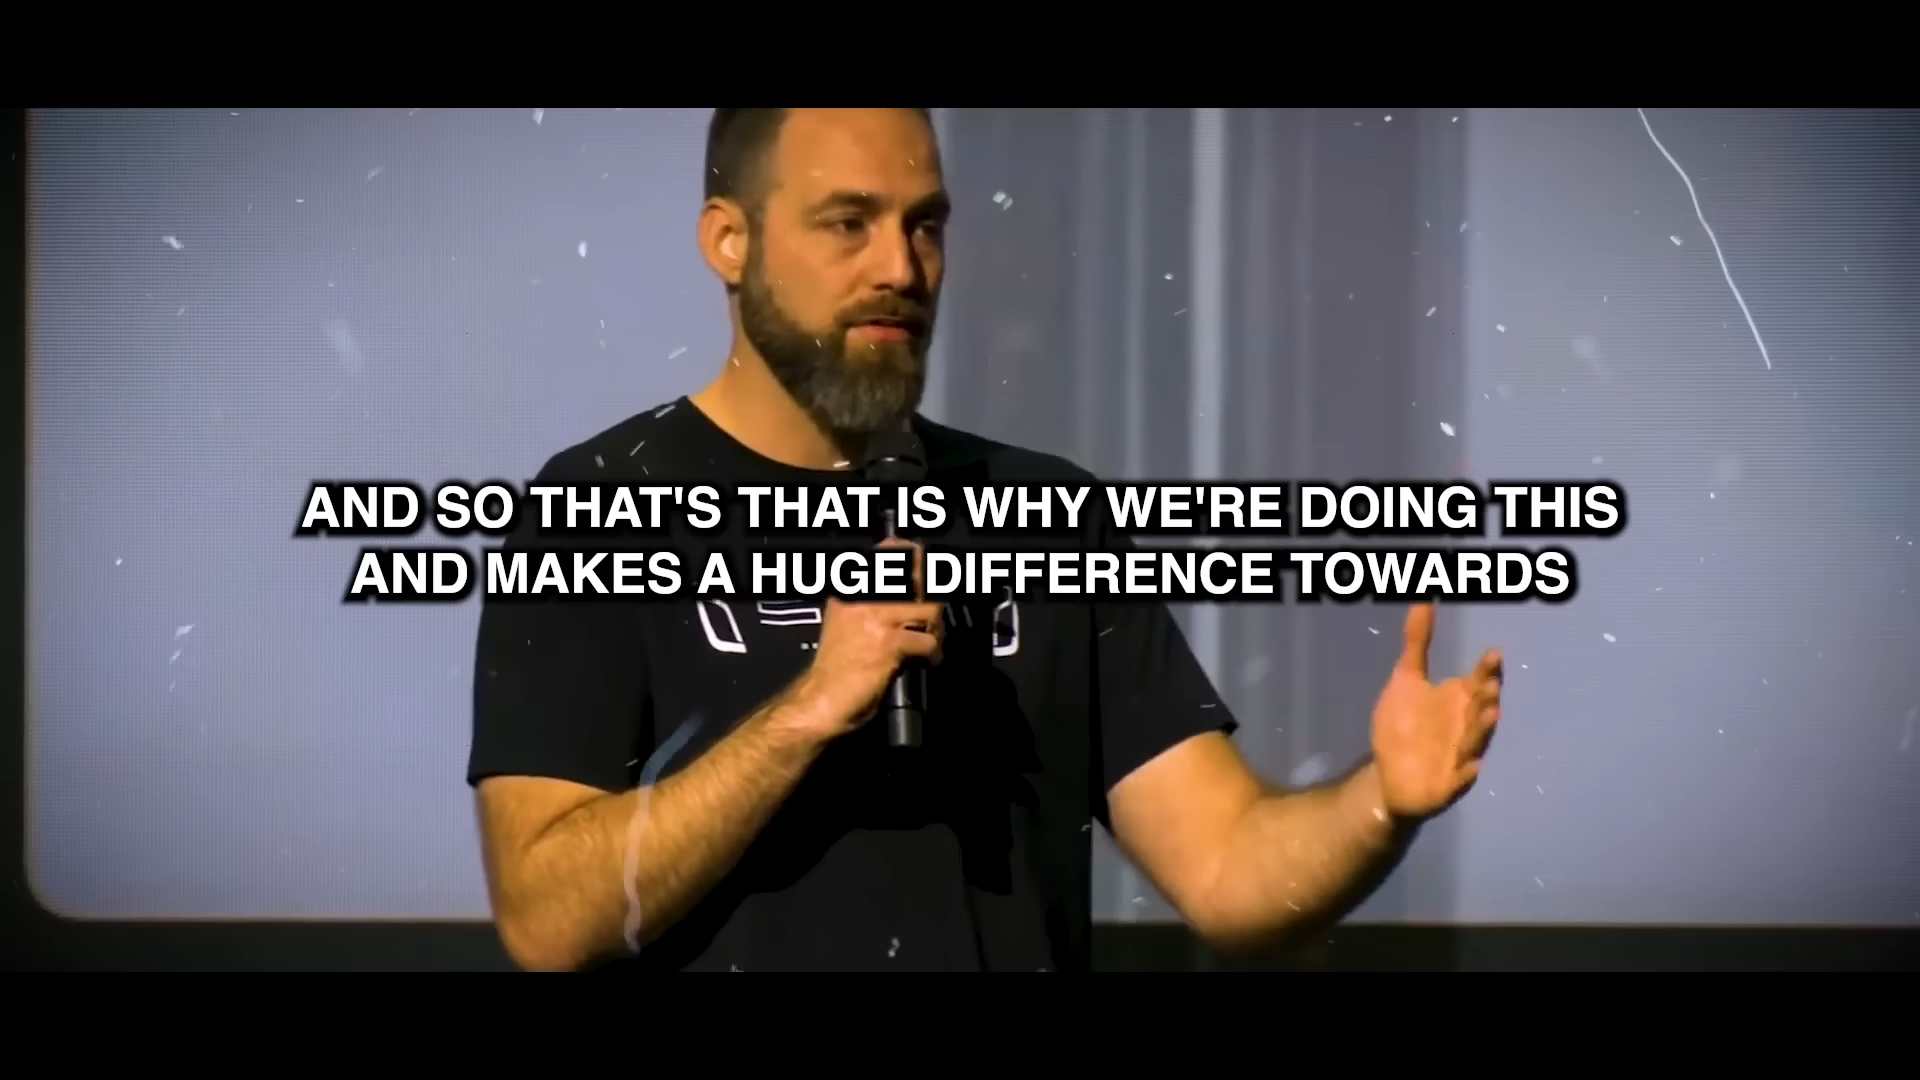 AND SO THAT'S THAT IS WHY WE'RE DOING THIS
AND MAKES A HUGE DIFFERENCE TOWARDS